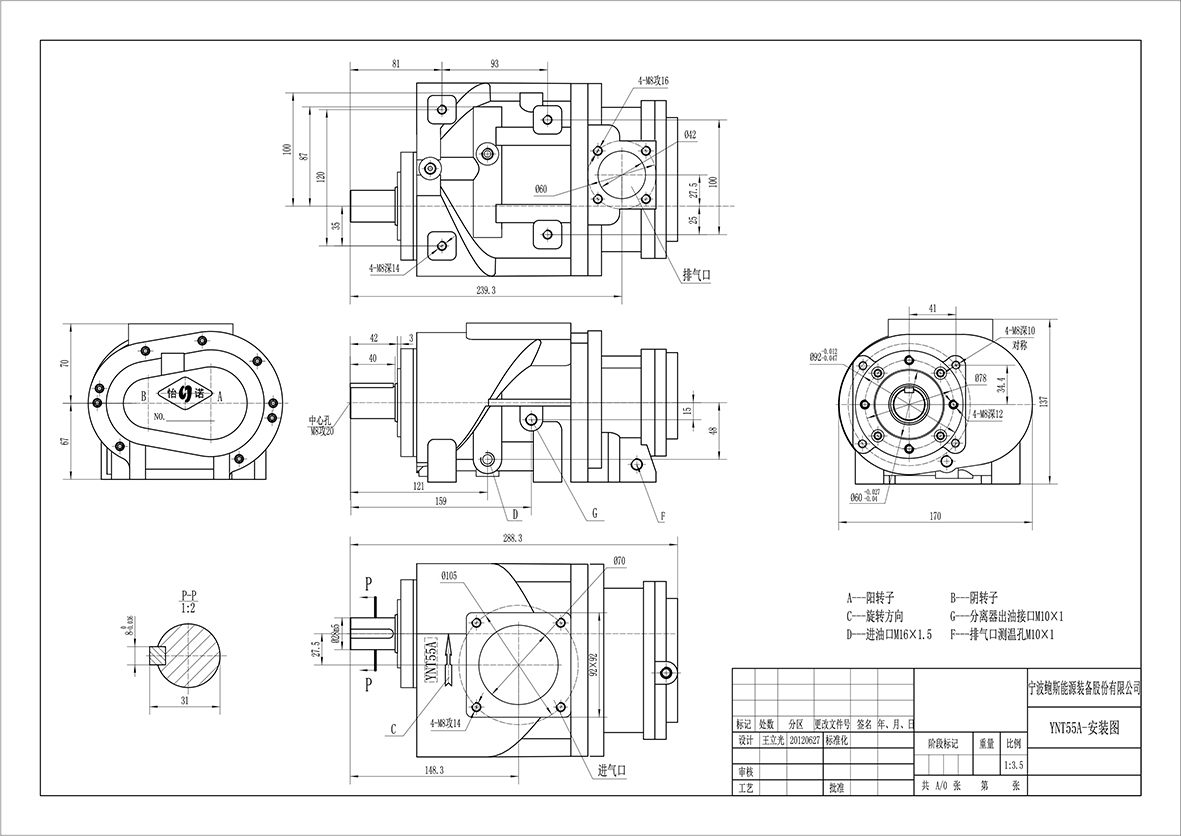 81
93
4-M8攻16
Ø42
100
87
120
35
Ø60
27.5
25
100
4-M8深14
239.3
排气口
70
67
B
怡
诺
A
NO.
42
3
40
中心孔
M8攻20
15
48
121
159
D
G
F
41
4-M8深10
对称
Ø92 -0.012 -0.047
Ø78
34.4
137
4-M8深12
Ø60 -0.027 -0.04
170
288.3
P
Ø105
Ø70
Ø28m5
27.5
YNT55A
92×92
P
C
4-M8攻14
148.3
进气口
P-P
1:2
8 0 -0.036
31
A---阳转子
B---阴转子
C---旋转方向
G---分离器出油接口M10×1
D---进油口M16×1.5
F---排气口测温孔M10×1
标记 处数 分区 更改文件号 签名 年、月、日
设计 王立光 20120627 标准化
审核
工艺 批准
阶段标记 重量 比例
1:3.5
共 A/0 张 第 张
宁波鲍斯能源装备股份有限公司
YNT55A-安装图